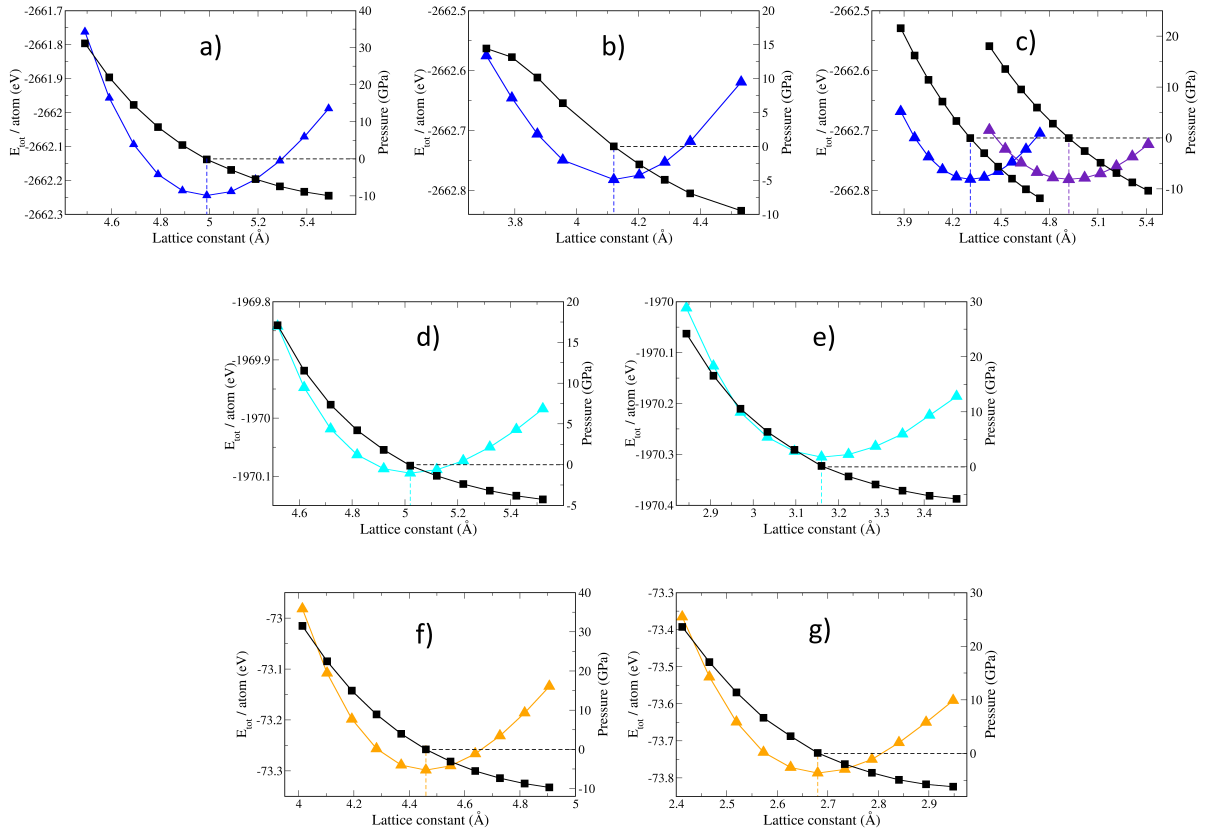 a)
-2661.7
-2661.8
-2661.9
-2662
-2662.1
-2662.2
-2662.3
E_tot / atom (eV)
4.6 4.8 5 5.2 5.4
Lattice constant (Å)
40
30
20
10
0
-10
Pressure (GPa)
b)
-2662.5
-2662.6
-2662.7
-2662.8
E_tot / atom (eV)
3.8 4 4.2 4.4
Lattice constant (Å)
20
15
10
5
0
-5
-10
Pressure (GPa)
c)
-2662.5
-2662.6
-2662.7
-2662.8
E_tot / atom (eV)
3.9 4.2 4.5 4.8 5.1 5.4
Lattice constant (Å)
20
10
0
-10
Pressure (GPa)
d)
-1969.8
-1969.9
-1970
-1970.1
E_tot / atom (eV),
4.6 4.8 5 5.2 5.4
Lattice constant (Å)
20
15
10
5
0
-5
Pressure (GPa)
e)
-1970
-1970.1
-1970.2
-1970.3
-1970.4
E_tot / atom (eV)
2.9 3 3.1 3.2 3.3 3.4
Lattice constant (Å)
30
20
10
0
Pressure (GPa)
f)
-73
-73.1
-73.2
-73.3
E_tot / atom (eV)
4 4.2 4.4 4.6 4.8 5
Lattice constant (Å)
40
30
20
10
0
-10
Pressure (GPa)
g)
-73.3
-73.4
-73.5
-73.6
-73.7
-73.8
E_tot / atom (eV)
2.4 2.5 2.6 2.7 2.8 2.9
Lattice constant (Å)
30
20
10
0
Pressure (GPa)